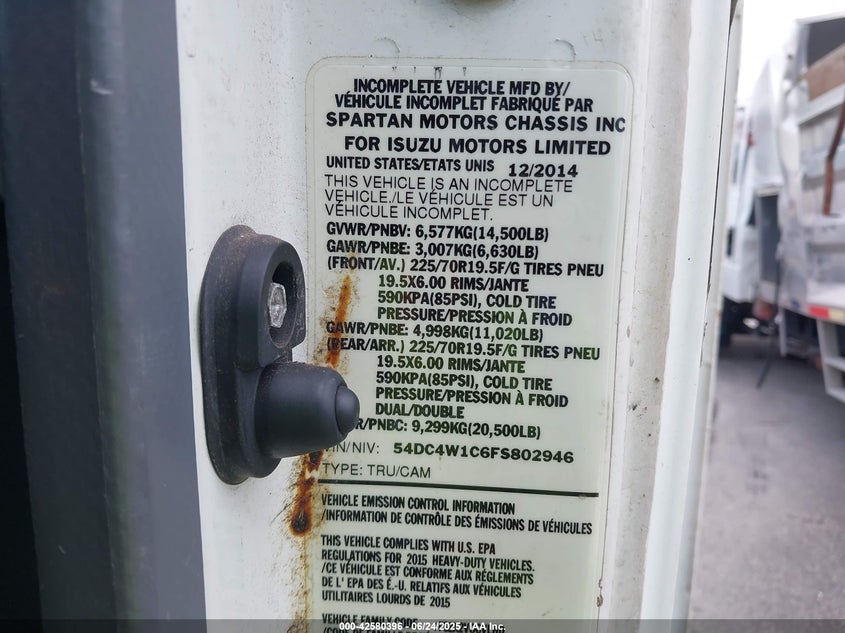 INCOMPLETE VEHICLE MFD BY/
VÉHICULE INCOMPLET FABRIQUÉ PAR
SPARTAN MOTORS CHASSIS INC
FOR ISUZU MOTORS LIMITED
UNITED STATES/ETATS UNIS 12/2014
THIS VEHICLE IS AN INCOMPLETE
VEHICLE./LE VÉHICULE EST UN
VÉHICULE INCOMPLET.
GVWR/PNBV: 6,577KG(14,500LB)
GAWR/PNBE: 3,007KG(6,630LB)
(FRONT/AV.) 225/70R19.5F/G TIRES PNEU
19.5X6.00 RIMS/JANTE
590KPA(85PSI), COLD TIRE
PRESSURE/PRESSION À FROID
GAWR/PNBE: 4,998KG(11,020LB)
(REAR/ARR.) 225/70R19.5F/G TIRES PNEU
19.5X6.00 RIMS/JANTE
590KPA(85PSI), COLD TIRE
PRESSURE/PRESSION À FROID
DUAL/DOUBLE
/PNBC: 9,299KG(20,500LB)
/NIV: 54DC4W1C6FS802946
TYPE: TRU/CAM
VEHICLE EMISSION CONTROL INFORMATION
/INFORMATION DE CONTRÔLE DES ÉMISSIONS DE VÉHICULES
THIS VEHICLE COMPLIES WITH U.S. EPA
REGULATIONS FOR 2015 HEAVY-DUTY VEHICLES.
/CE VÉHICULE EST CONFORME AUX RÈGLEMENTS
DE L' EPA DES É.-U. RELATIFS AUX VÉHICULES
UTILITAIRES LOURDS DE 2015
VEHICLE FAMILY CODE
000-42580396 - 06/24/2025 - IAA Inc.